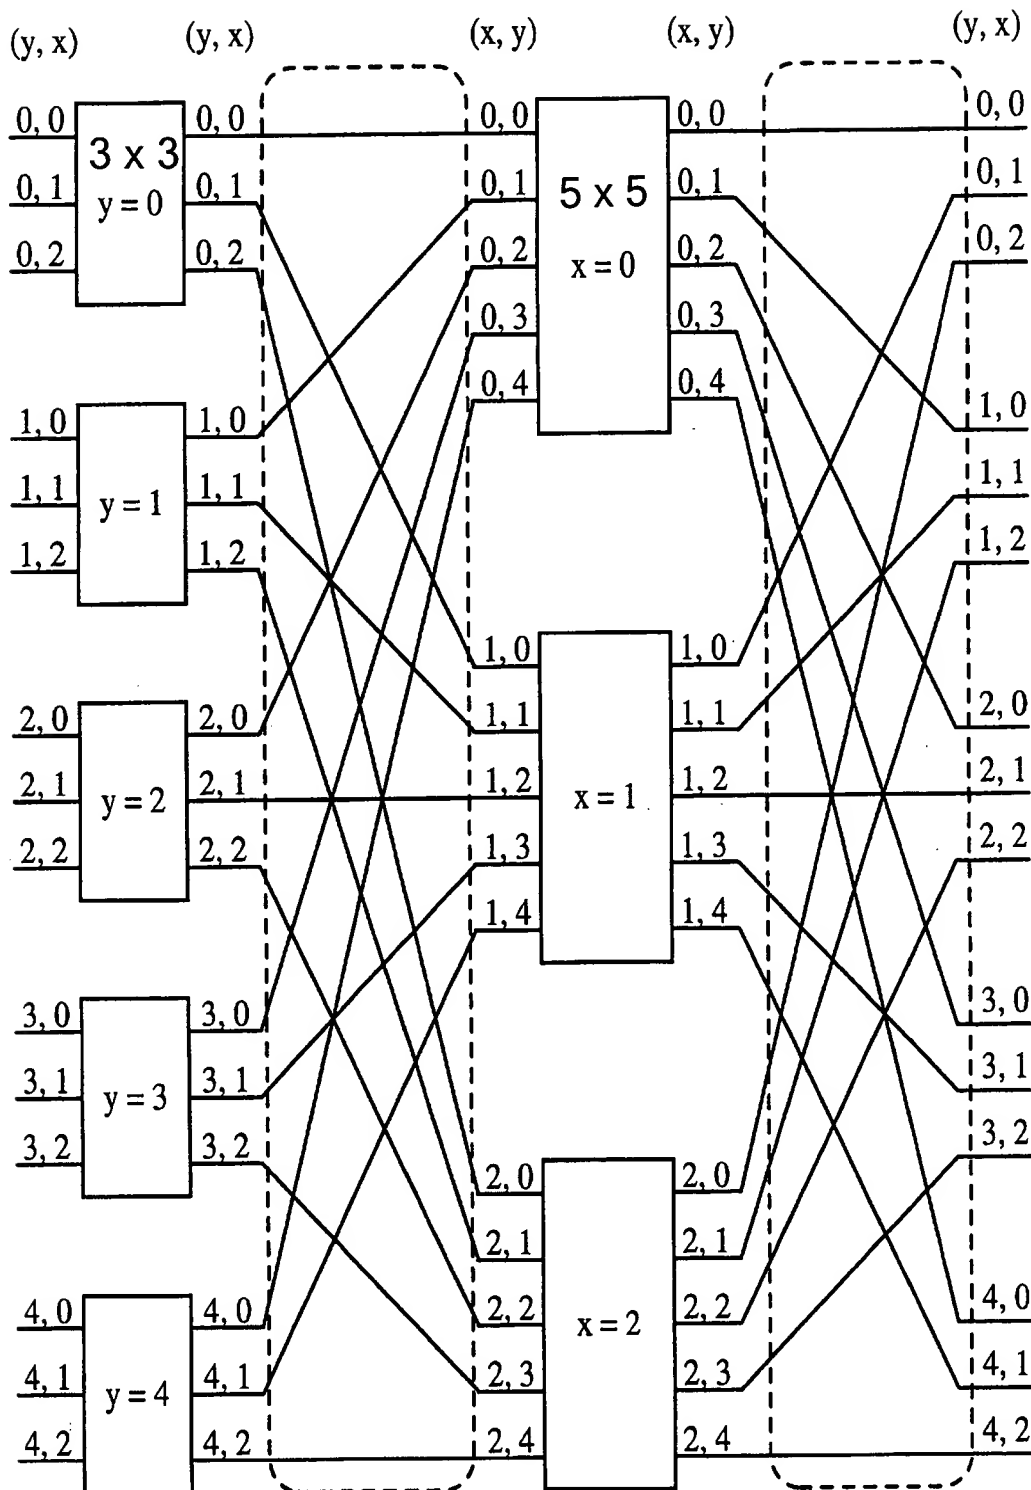 (y, x) (y, x) (x, y) (x, y) (y, x)
0, 0 0, 0 0, 0 0, 0 0, 0
3 x 3
0, 1 y = 0 0, 1 0, 1 5 x 5 0, 1 0, 1
0, 2 0, 2 0, 2 x = 0 0, 2 0, 2
0, 3 0, 3
0, 4 0, 4
1, 0 1, 0 1, 0
1, 1 y = 1 1, 1 1, 1
1, 2 1, 2 1, 2
1, 0 1, 0
2, 0 2, 0 1, 1 1, 1 2, 0
2, 1 y = 2 2, 1 1, 2 x = 1 1, 2 2, 1
2, 2 2, 2 1, 3 1, 3 2, 2
1, 4 1, 4
3, 0 3, 0 3, 0
3, 1 y = 3 3, 1 3, 1
3, 2 3, 2 3, 2
2, 0 2, 0
2, 1 2, 1
4, 0 4, 0 2, 2 x = 2 2, 2 4, 0
4, 1 y = 4 4, 1 2, 3 2, 3 4, 1
4, 2 4, 2 2, 4 2, 4 4, 2